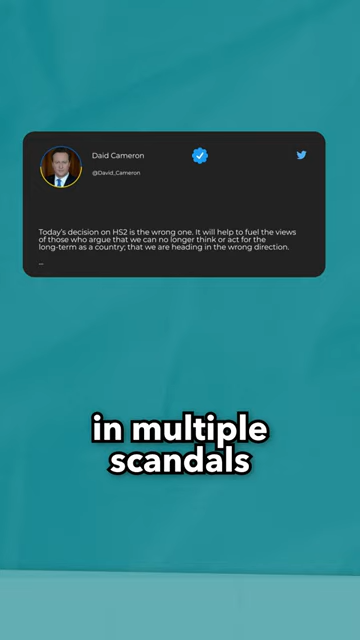 Daid Cameron
@David_Cameron
Today's decision on HS2 is the wrong one. It will help to fuel the views
of those who argue that we can no longer think or act for the
long-term as a country; that we are heading in the wrong direction.
...
in multiple
scandals